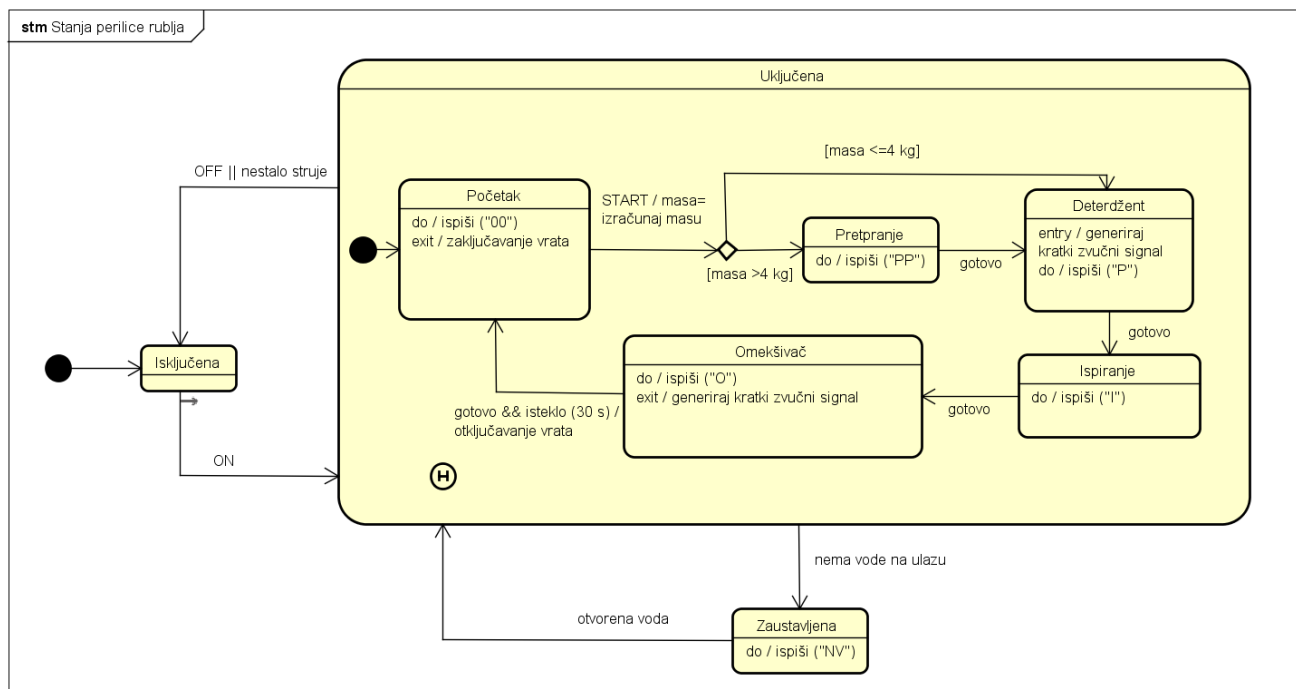 stm Stanja perilice rublja
Uključena
OFF || nestalo struje
[masa <=4 kg]
Početak
do / ispiši ("00")
exit / zaključavanje vrata
START / masa=
izračunaj masu
[masa >4 kg]
Pretpranje
do / ispiši ("PP")
gotovo
Deterdžent
entry / generiraj
kratki zvučni signal
do / ispiši ("P")
gotovo
Isključena
Omekšivač
do / ispiši ("O")
exit / generiraj kratki zvučni signal
gotovo
Ispiranje
do / ispiši ("I")
gotovo && isteklo (30 s) /
otključavanje vrata
ON
H
nema vode na ulazu
otvorena voda
Zaustavljena
do / ispiši ("NV")